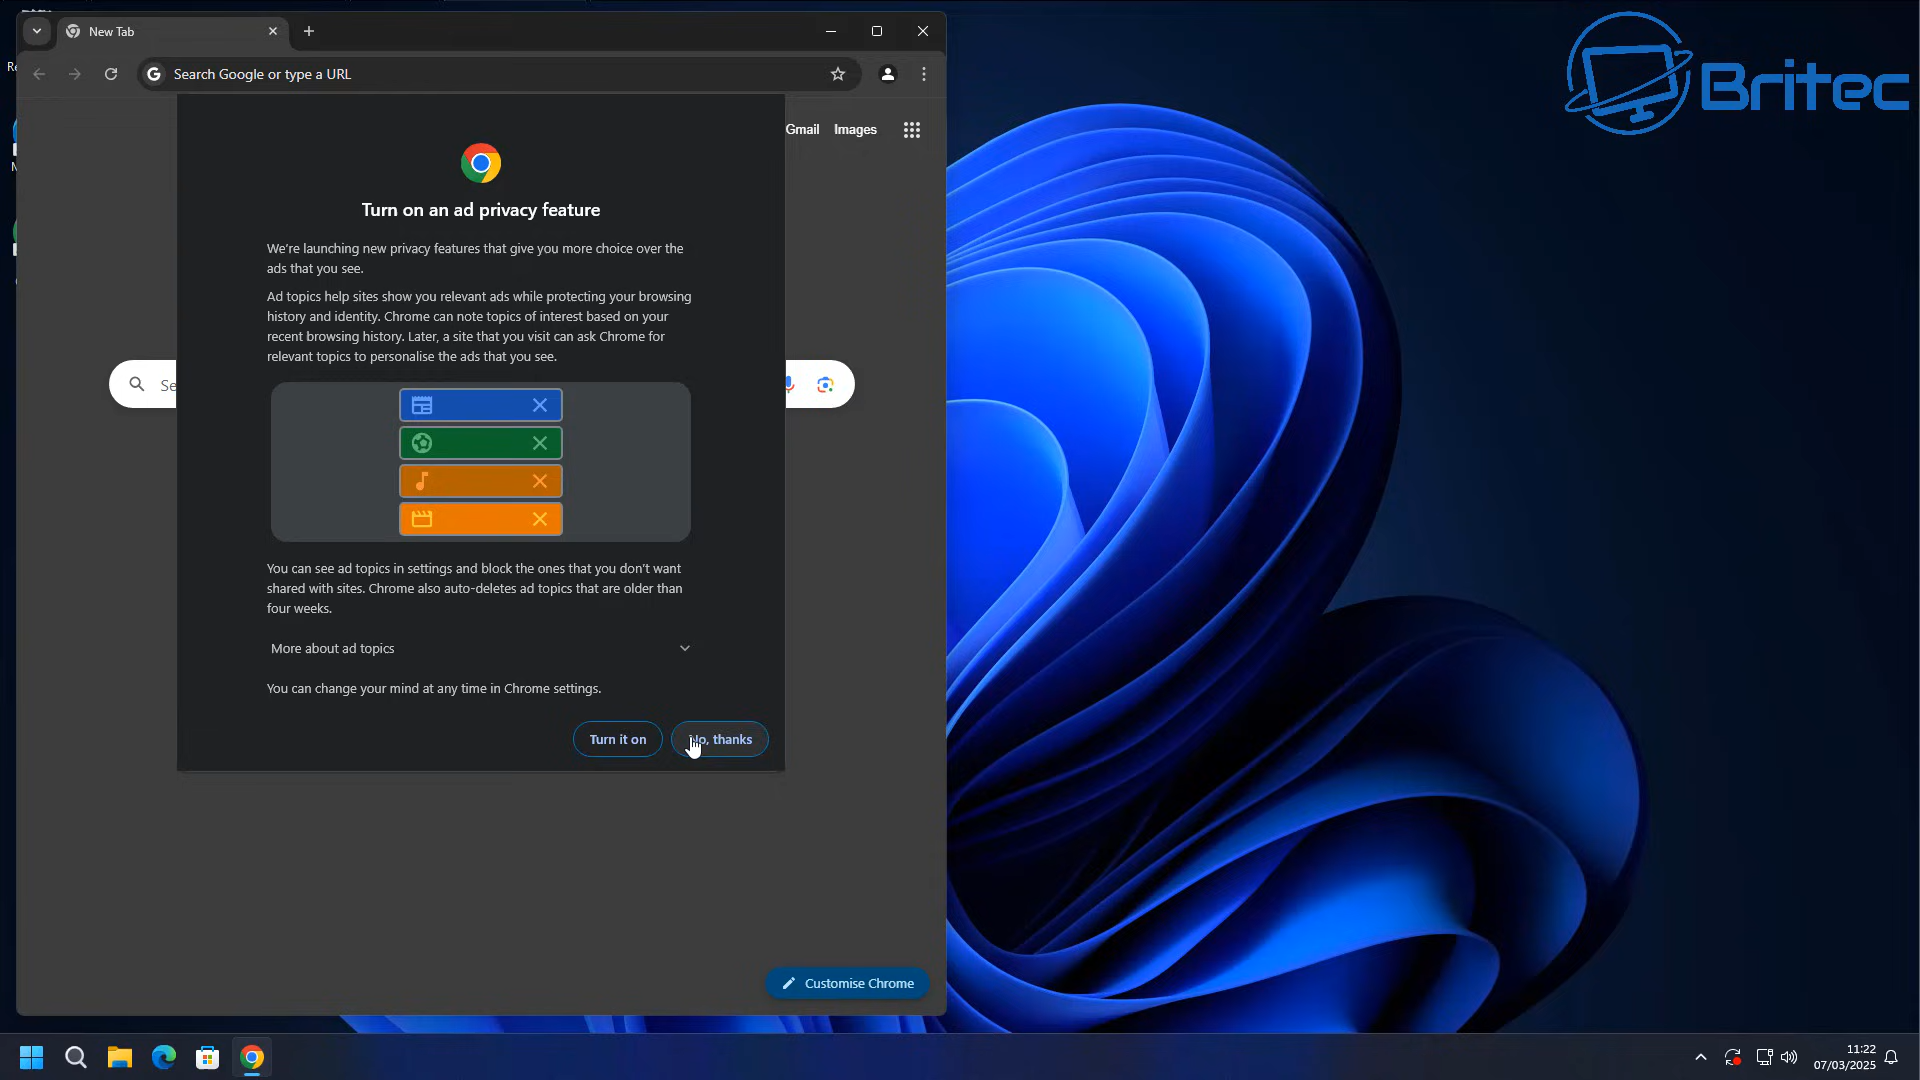 New Tab
Search Google or type a URL
Britec
Gmail
Images
Turn on an ad privacy feature
We're launching new privacy features that give you more choice over the
ads that you see.
Ad topics help sites show you relevant ads while protecting your browsing
history and identity. Chrome can note topics of interest based on your
recent browsing history. Later, a site that you visit can ask Chrome for
relevant topics to personalise the ads that you see.
Se
You can see ad topics in settings and block the ones that you don't want
shared with sites. Chrome also auto-deletes ad topics that are older than
four weeks.
More about ad topics
You can change your mind at any time in Chrome settings.
Turn it on
No, thanks
Customise Chrome
11:22
07/03/2025